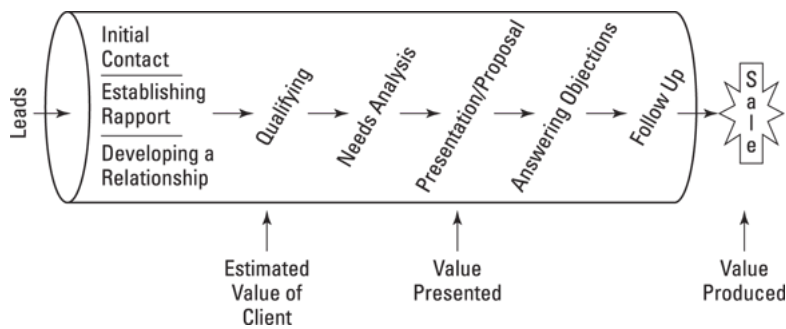 Leads
Initial
Contact
Establishing
Rapport
Developing a
Relationship
Qualifying
Needs Analysis
Presentation/Proposal
Answering Objections
Follow Up
Sale
Estimated
Value of
Client
Value
Presented
Value
Produced